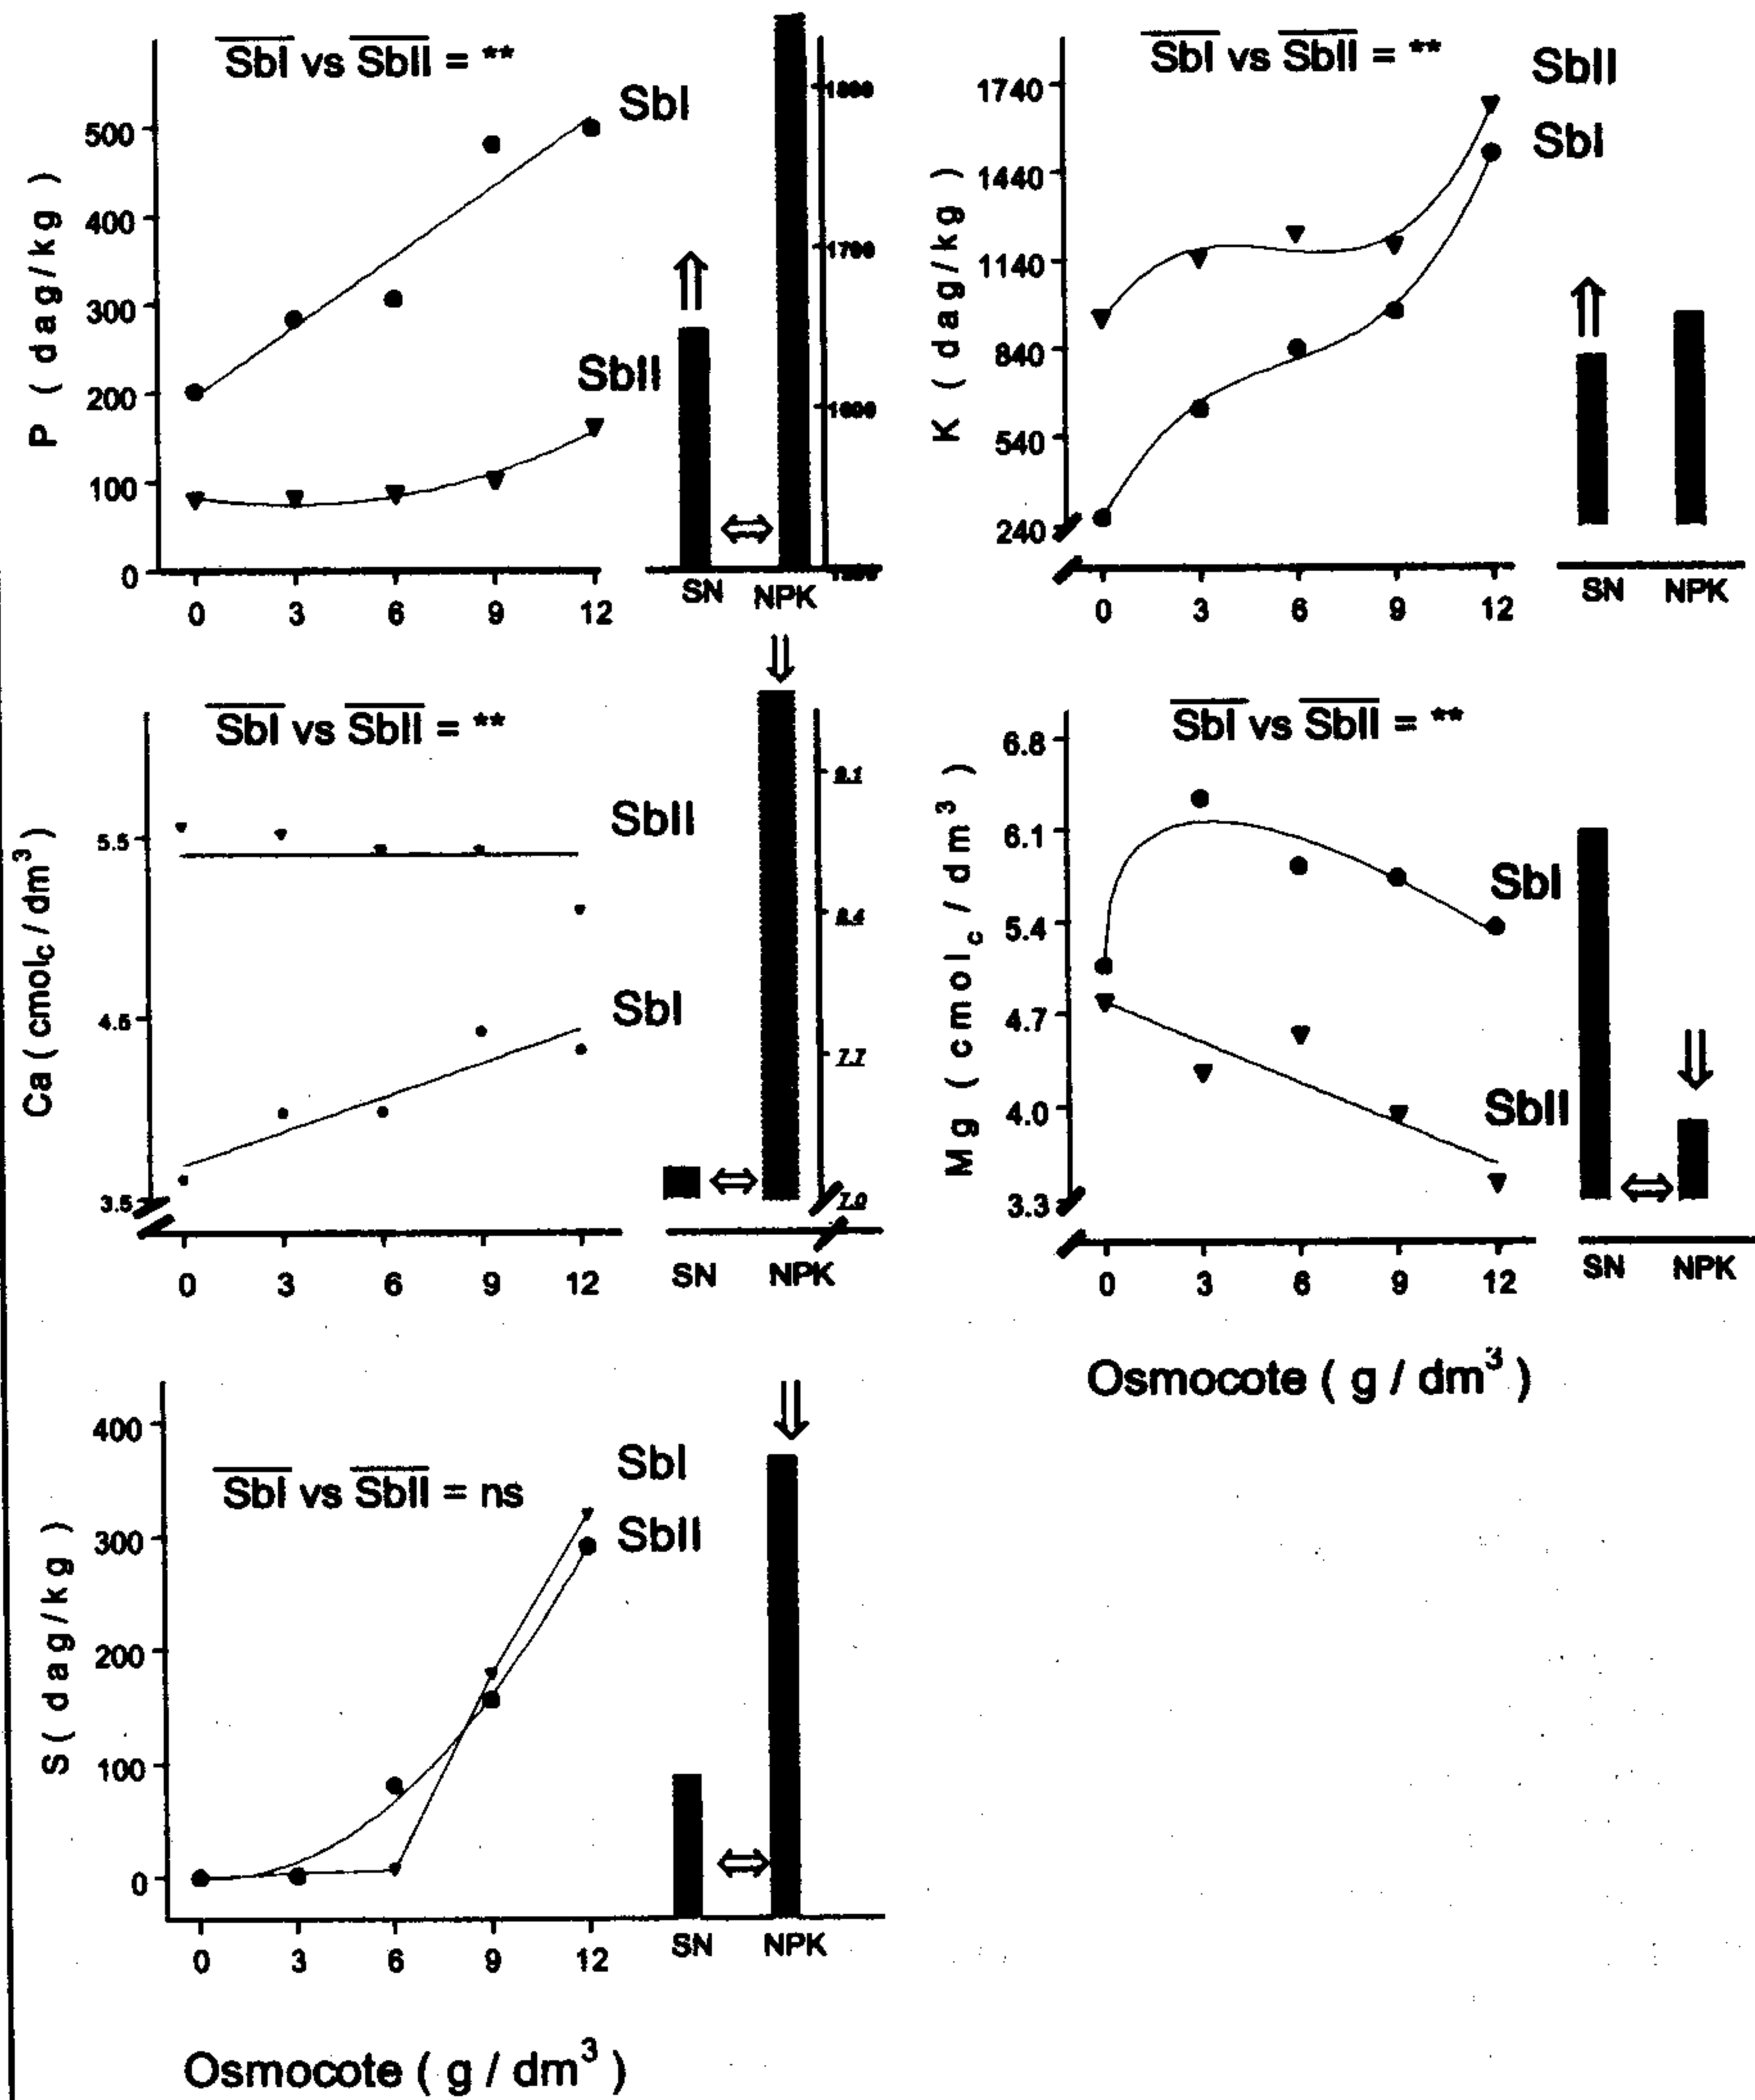 SbI vs SbII = **
SbI
SbII
P ( dag/kg )
500
400
300
200
100
0
0 3 6 9 12
1700
SN NPK
SbI vs SbII = **
SbII
SbI
K ( dag/kg )
1740
1440
1140
840
540
240
0 3 6 9 12
SN NPK
SbI vs SbII = **
SbII
SbI
Ca ( cmolc / dm3 )
5.5
4.5
3.5
0 3 6 9 12
9.1
8.4
7.7
7.0
SN NPK
SbI vs SbII = **
SbI
SbII
Mg ( cmolc / dm3 )
6.8
6.1
5.4
4.7
4.0
3.3
0 3 6 9 12
SN NPK
Osmocote ( g / dm3 )
SbI vs SbII = ns
SbI
SbII
S ( dag/kg )
400
300
200
100
0
0 3 6 9 12
SN NPK
Osmocote ( g / dm3 )